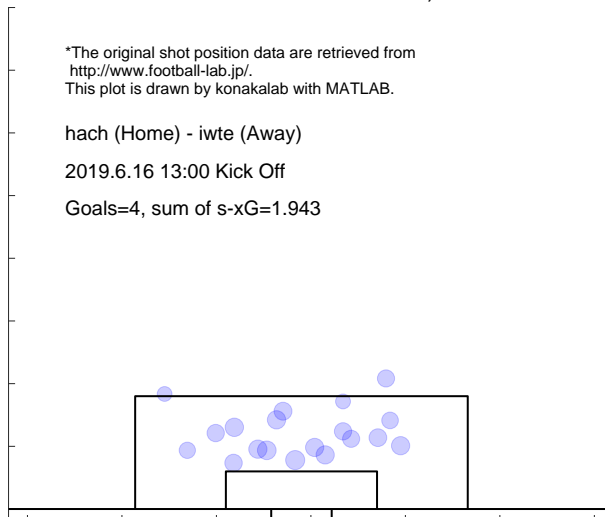 *The original shot position data are retrieved from
http://www.football-lab.jp/.
This plot is drawn by konakalab with MATLAB.
hach (Home) - iwte (Away)
2019.6.16 13:00 Kick Off
Goals=4, sum of s-xG=1.943